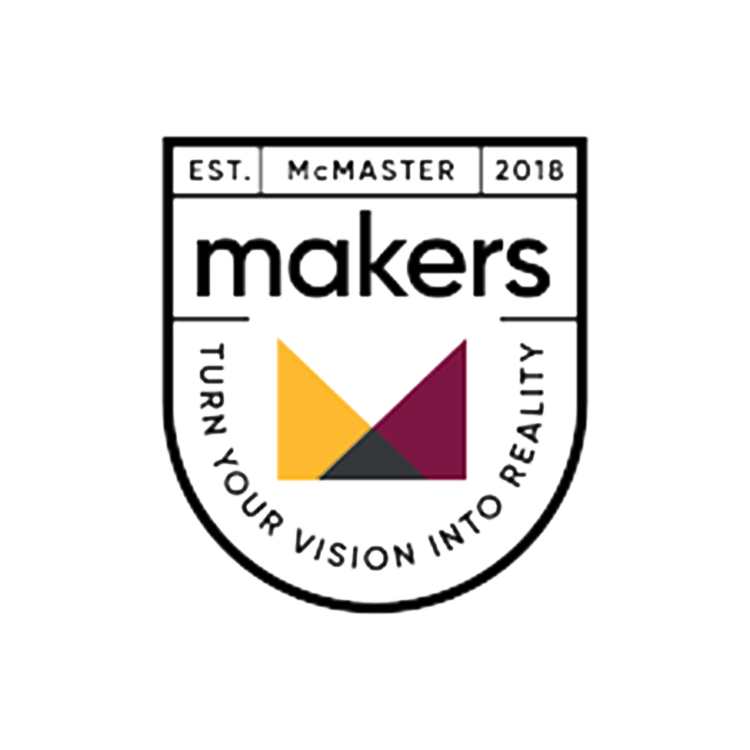 EST. McMASTER 2018
makers
TURN YOUR VISION INTO REALITY